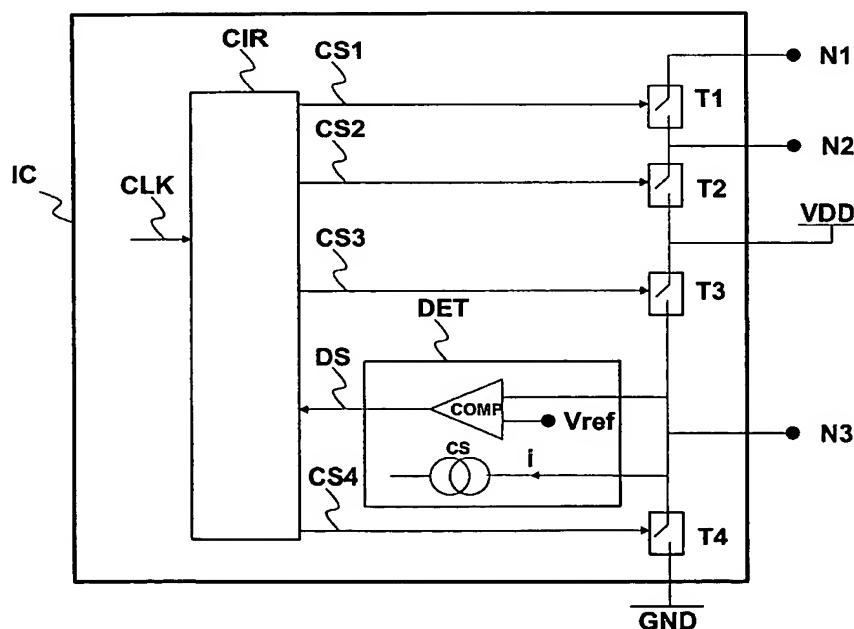 CIR
CS1
N1
T1
CS2
N2
IC
CLK
T2
VDD
CS3
T3
DET
DS
COMP
Vref
N3
CS
i
CS4
T4
GND